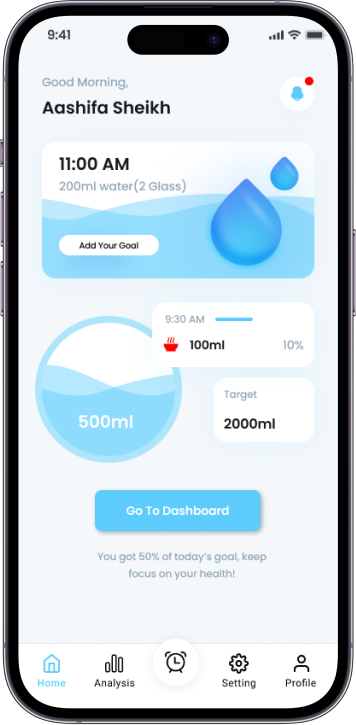 9:41
Good Morning,
Aashifa Sheikh
11:00 AM
200ml water(2 Glass)
Add Your Goal
9:30 AM
100ml 10%
500ml
Target
2000ml
Go To Dashboard
You got 50% of today's goal, keep
focus on your health!
Home Analysis Setting Profile